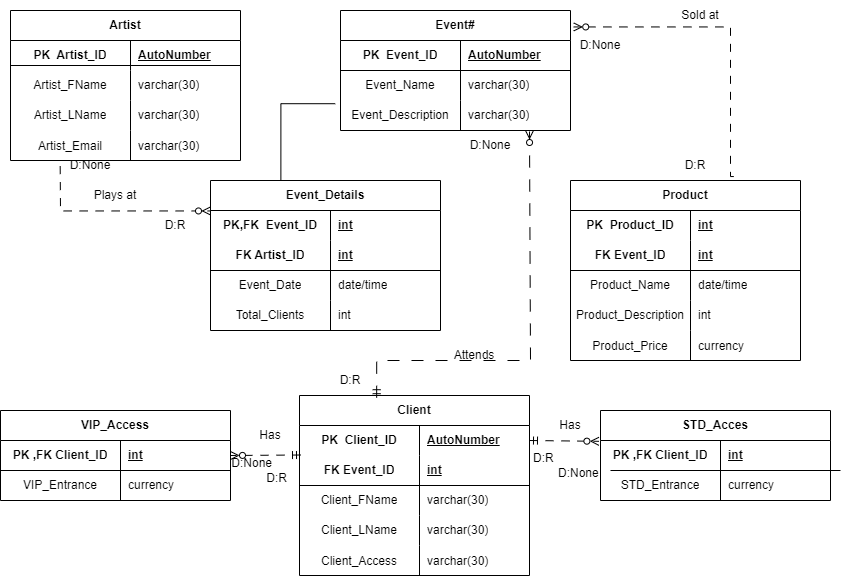 Artist
PK Artist_ID AutoNumber
Artist_FName varchar(30)
Artist_LName varchar(30)
Artist_Email varchar(30)
Event#
PK Event_ID AutoNumber
Event_Name varchar(30)
Event_Description varchar(30)
Sold at
D:None
D:None
D:R
D:None
Plays at
D:R
Event_Details
PK,FK Event_ID int
FK Artist_ID int
Event_Date date/time
Total_Clients int
Product
PK Product_ID int
FK Event_ID int
Product_Name date/time
Product_Description int
Product_Price currency
Attends
D:R
VIP_Access
PK ,FK Client_ID int
VIP_Entrance currency
Has
D:None
D:R
Client
PK Client_ID AutoNumber
FK Event_ID int
Client_FName varchar(30)
Client_LName varchar(30)
Client_Access varchar(30)
Has
D:R
D:None
STD_Acces
PK ,FK Client_ID int
STD_Entrance currency